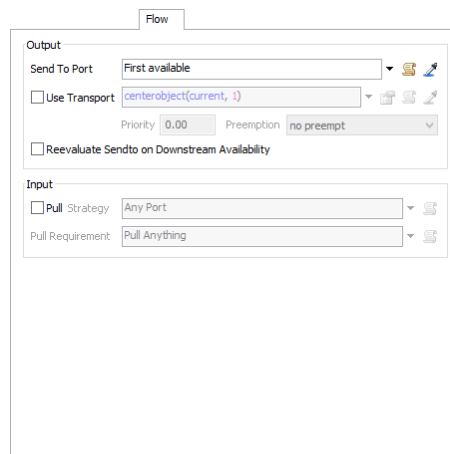 Flow
Output
Send To Port First available
Use Transport centerobject(current, 1)
Priority 0.00 Preemption no preempt
Reevaluate Sendto on Downstream Availability
Input
Pull Strategy Any Port
Pull Requirement Pull Anything